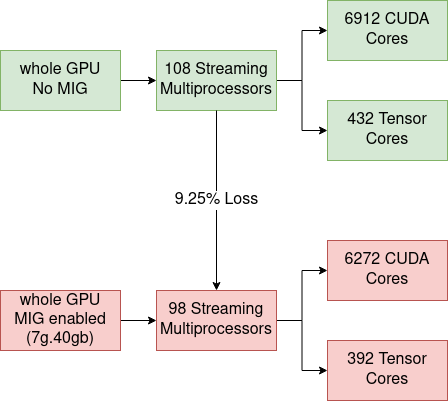 6912 CUDA
Cores
whole GPU
No MIG
108 Streaming
Multiprocessors
432 Tensor
Cores
9.25% Loss
6272 CUDA
Cores
whole GPU
MIG enabled
(7g.40gb)
98 Streaming
Multiprocessors
392 Tensor
Cores